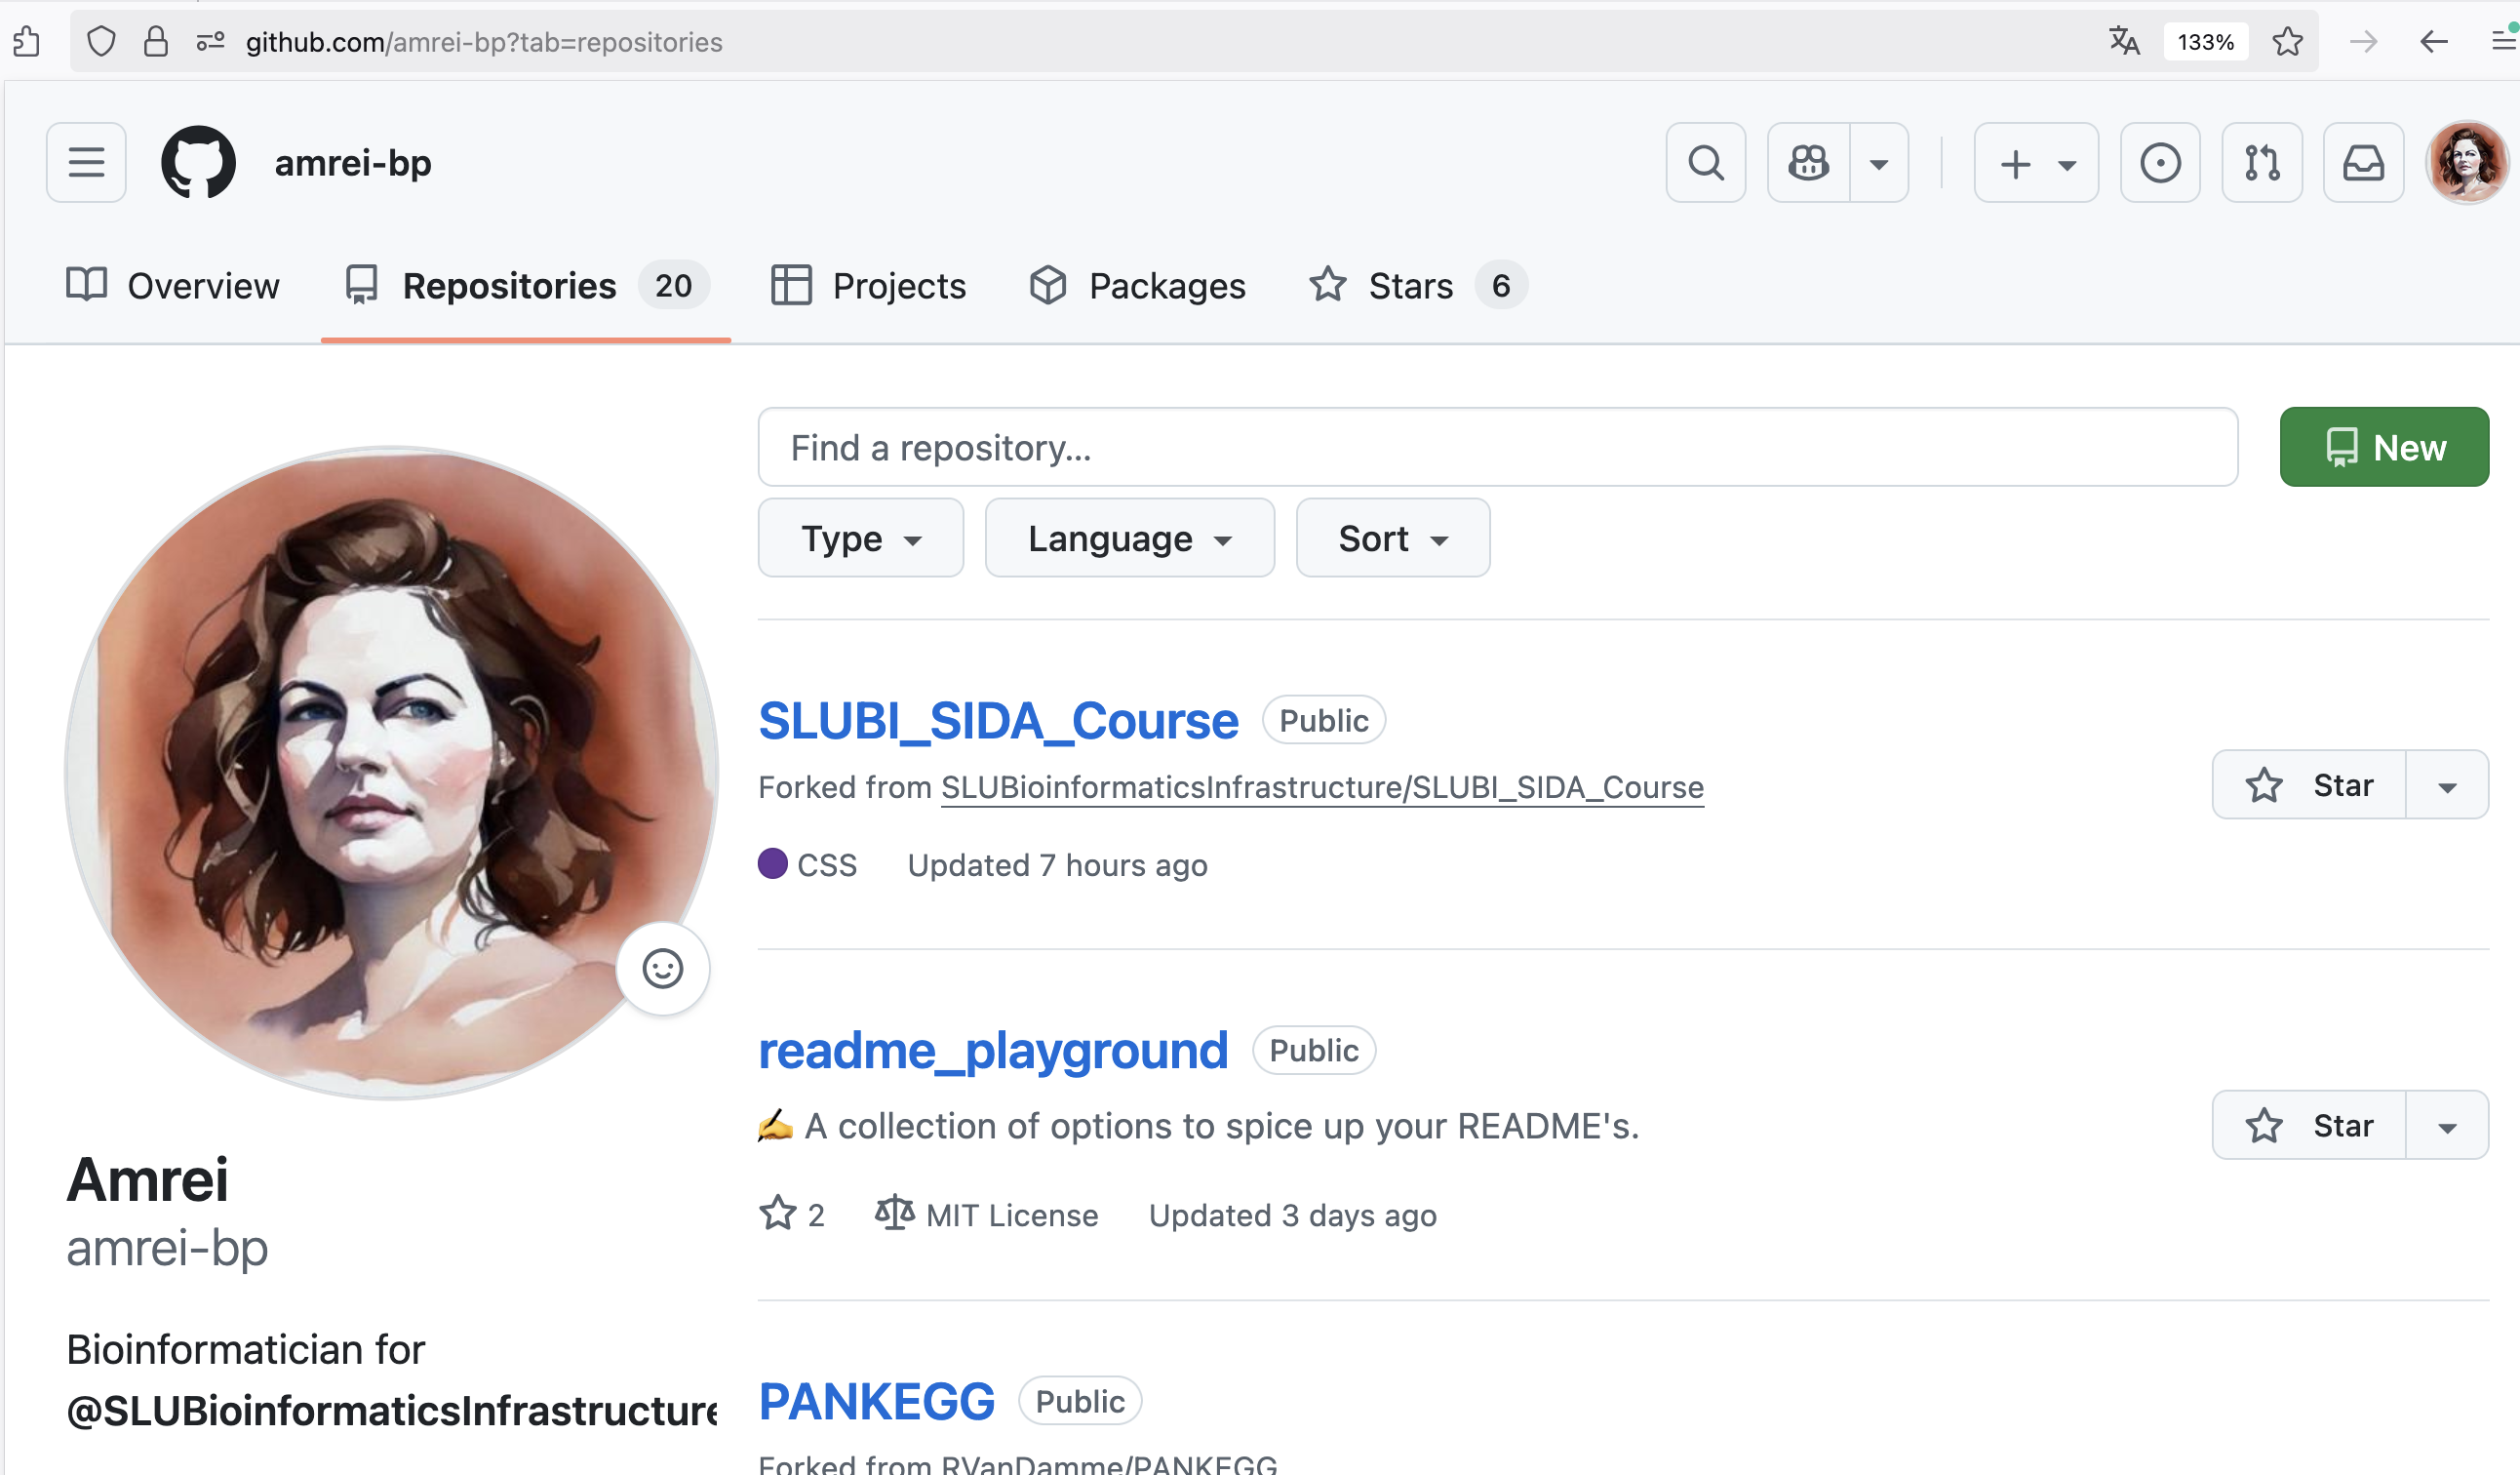 github.com/amrei-bp?tab=repositories
133%
amrei-bp
Overview
Repositories 20
Projects
Packages
Stars 6
Find a repository...
New
Type
Language
Sort
SLUBI_SIDA_Course Public
Forked from SLUBioinformaticsInfrastructure/SLUBI_SIDA_Course
Star
CSS Updated 7 hours ago
readme_playground Public
✍️ A collection of options to spice up your README's.
Star
2 MIT License Updated 3 days ago
PANKEGG Public
Forked from RVanDamme/PANKEGG
Amrei
amrei-bp
Bioinformatician for
@SLUBioinformaticsInfrastructure